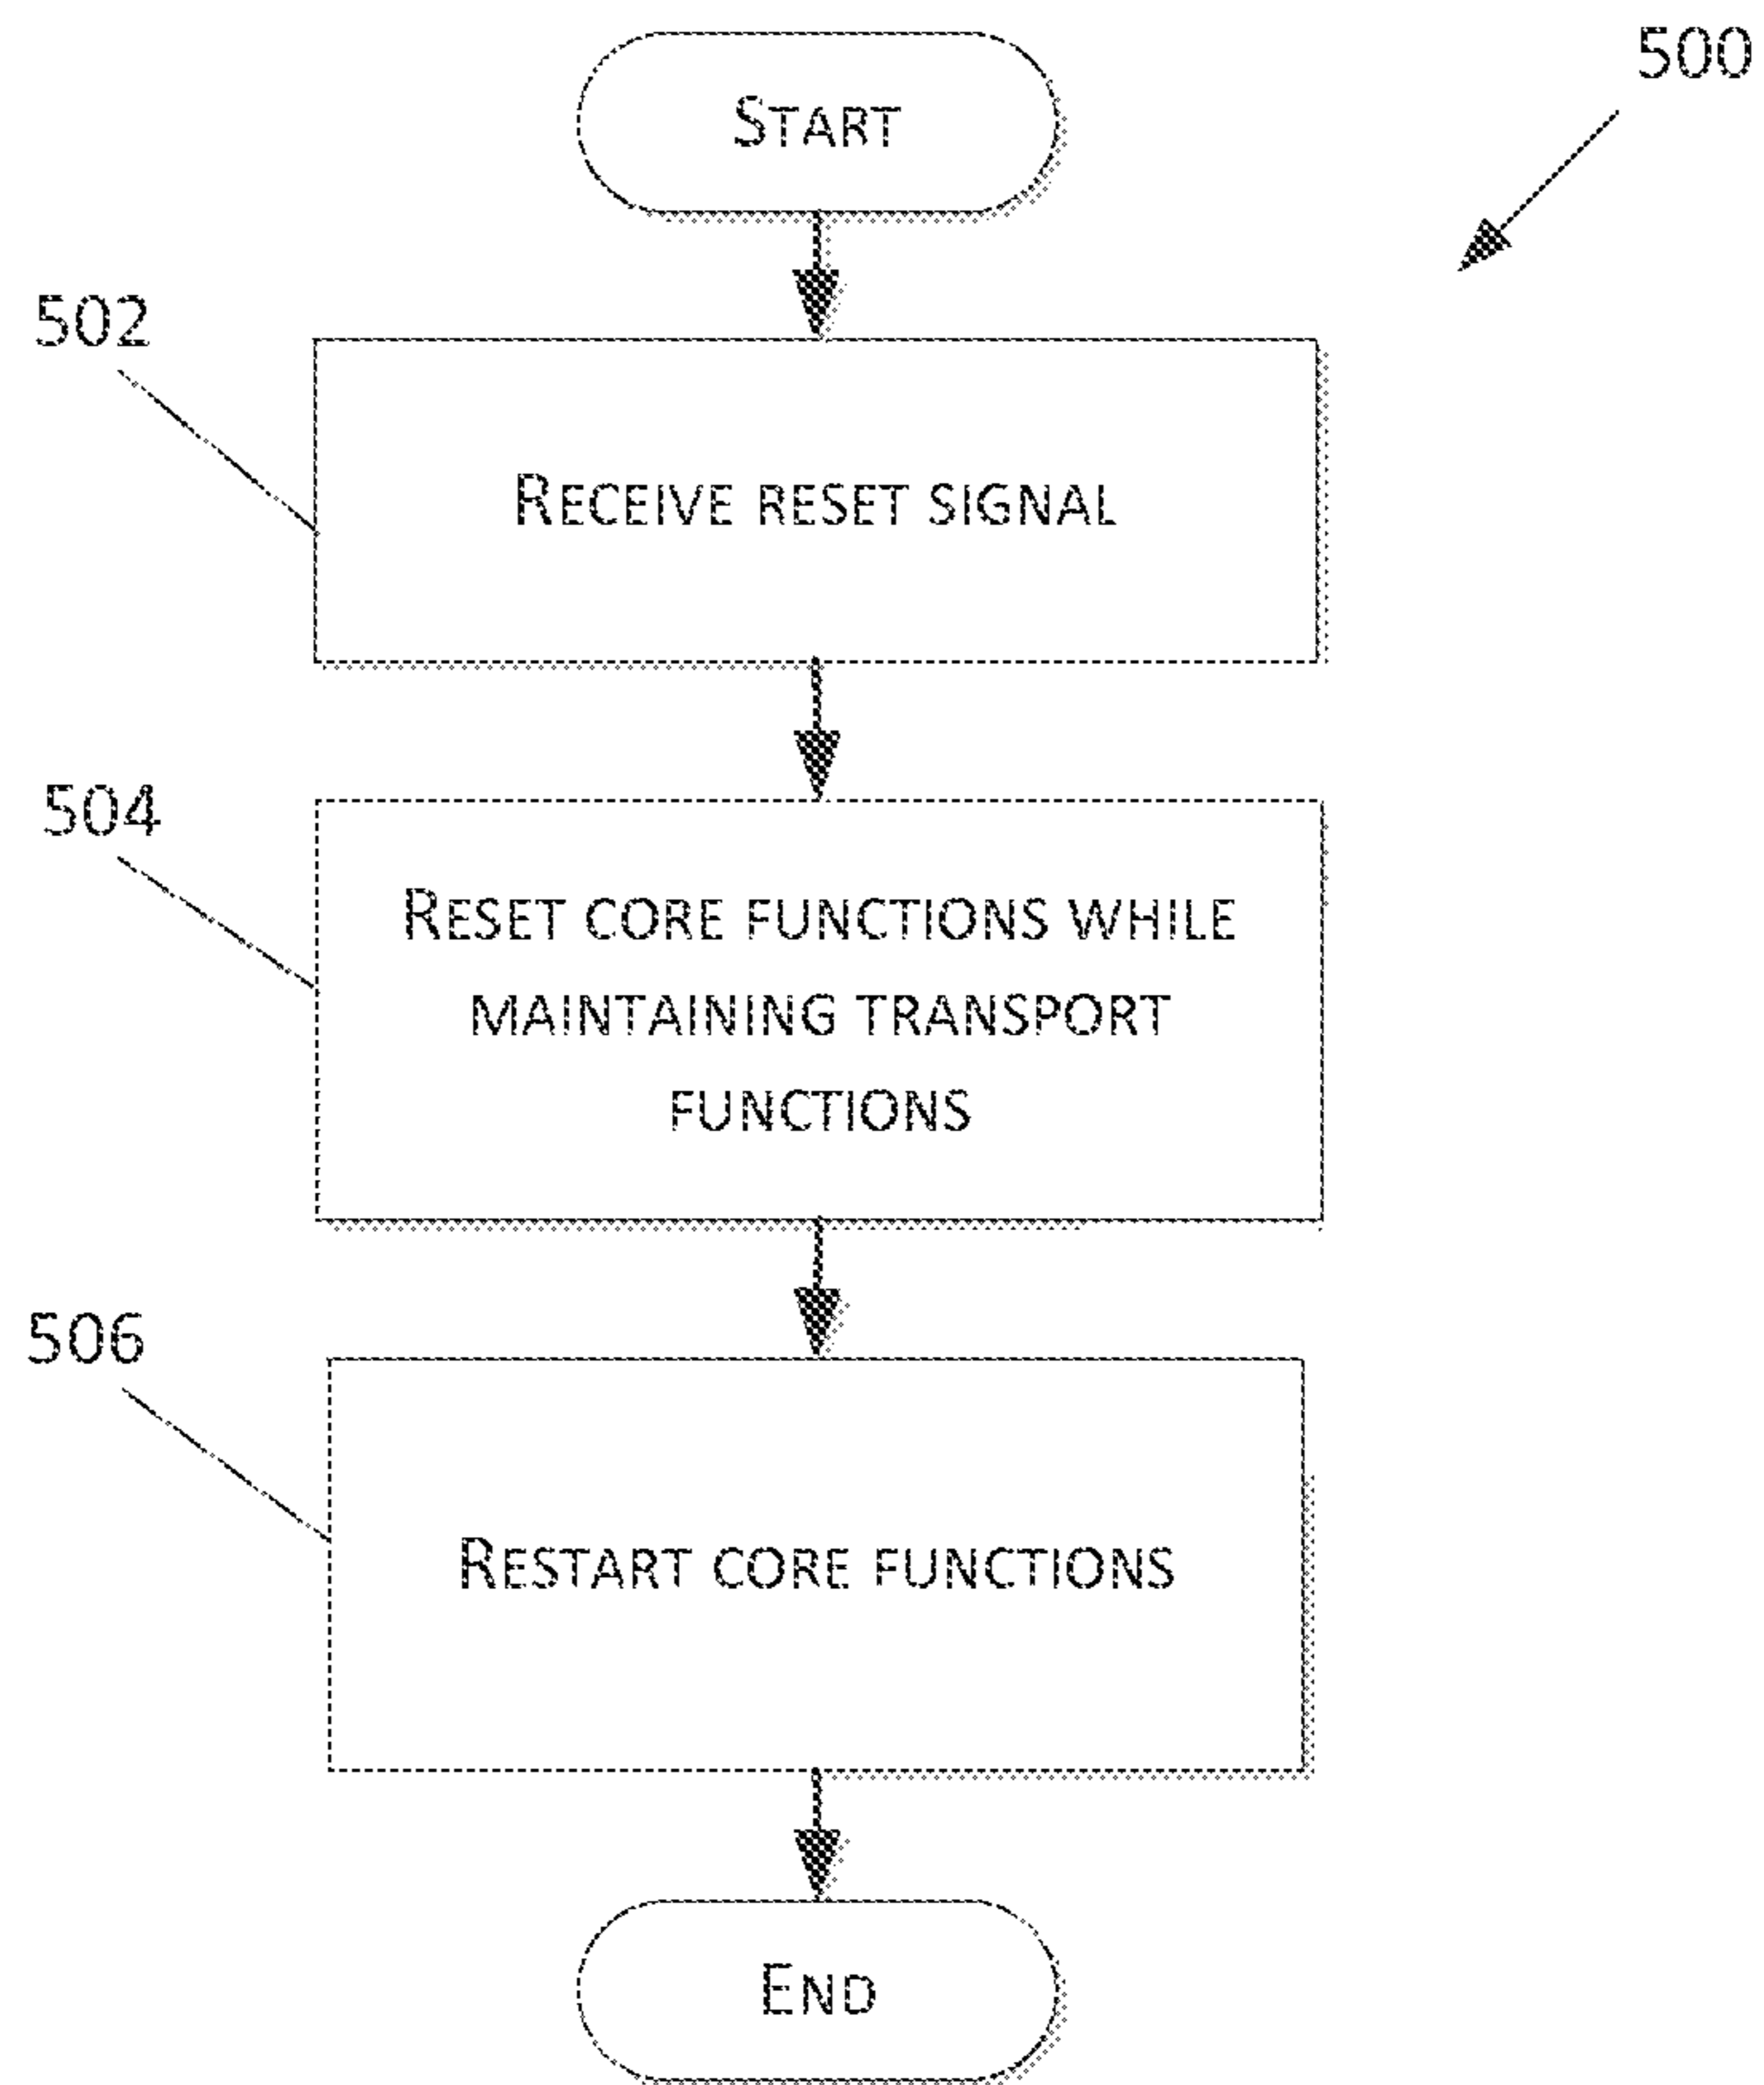 START
500
502
RECEIVE RESET SIGNAL
504
RESET CORE FUNCTIONS WHILE
MAINTAINING TRANSPORT
FUNCTIONS
506
RESTART CORE FUNCTIONS
END